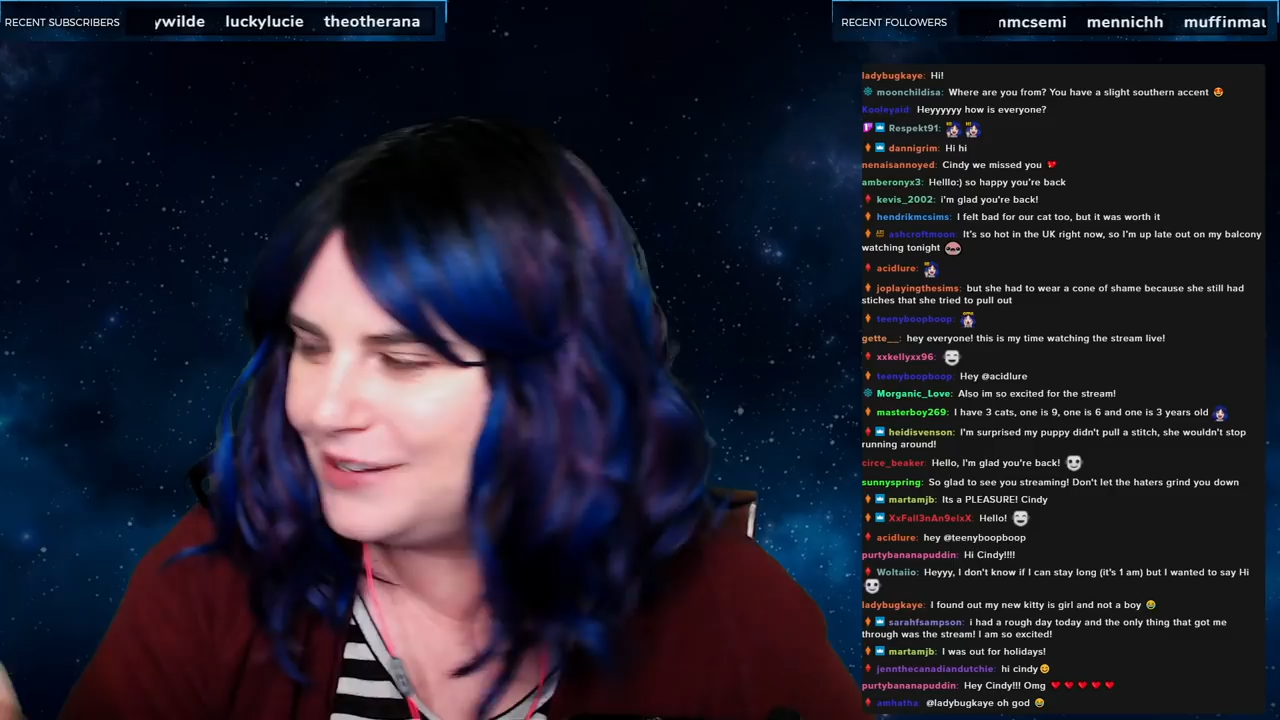 RECENT SUBSCRIBERS ywilde luckylucie theotherana
RECENT FOLLOWERS nmcsemi mennichh muffinmau
ladybugkaye: Hi!
moonchildisa: Where are you from? You have a slight southern accent
Kooleyaid: Heyyyyyy how is everyone?
Respekt91:
dannigrim: Hi hi
nenaisannoyed: Cindy we missed you
amberonyx3: Helllo:) so happy you're back
kevis_2002: i'm glad you're back!
hendrikmcsims: I felt bad for our cat too, but it was worth it
ashcroftmoon: It's so hot in the UK right now, so I'm up late out on my balcony
watching tonight
acidlure:
joplayingthesims: but she had to wear a cone of shame because she still had
stiches that she tried to pull out
teenyboopboop:
gette__: hey everyone! this is my time watching the stream live!
xxkellyxx96:
teenyboopboop: Hey @acidlure
Morganic_Love: Also im so excited for the stream!
masterboy269: I have 3 cats, one is 9, one is 6 and one is 3 years old
heidisvenson: I'm surprised my puppy didn't pull a stitch, she wouldn't stop
running around!
circe_beaker: Hello, I'm glad you're back!
sunnyspring: So glad to see you streaming! Don't let the haters grind you down
martamjb: Its a PLEASURE! Cindy
XxFall3nAn9elxX: Hello!
acidlure: hey @teenyboopboop
purtybananapuddin: Hi Cindy!!!!
Woltaiio: Heyyy, I don't know if I can stay long (it's 1 am) but I wanted to say Hi
ladybugkaye: I found out my new kitty is girl and not a boy
sarahfsampson: i had a rough day today and the only thing that got me
through was the stream! I am so excited!
martamjb: I was out for holidays!
jennthecanadiandutchie: hi cindy
purtybananapuddin: Hey Cindy!!! Omg
amhatha: @ladybugkaye oh god